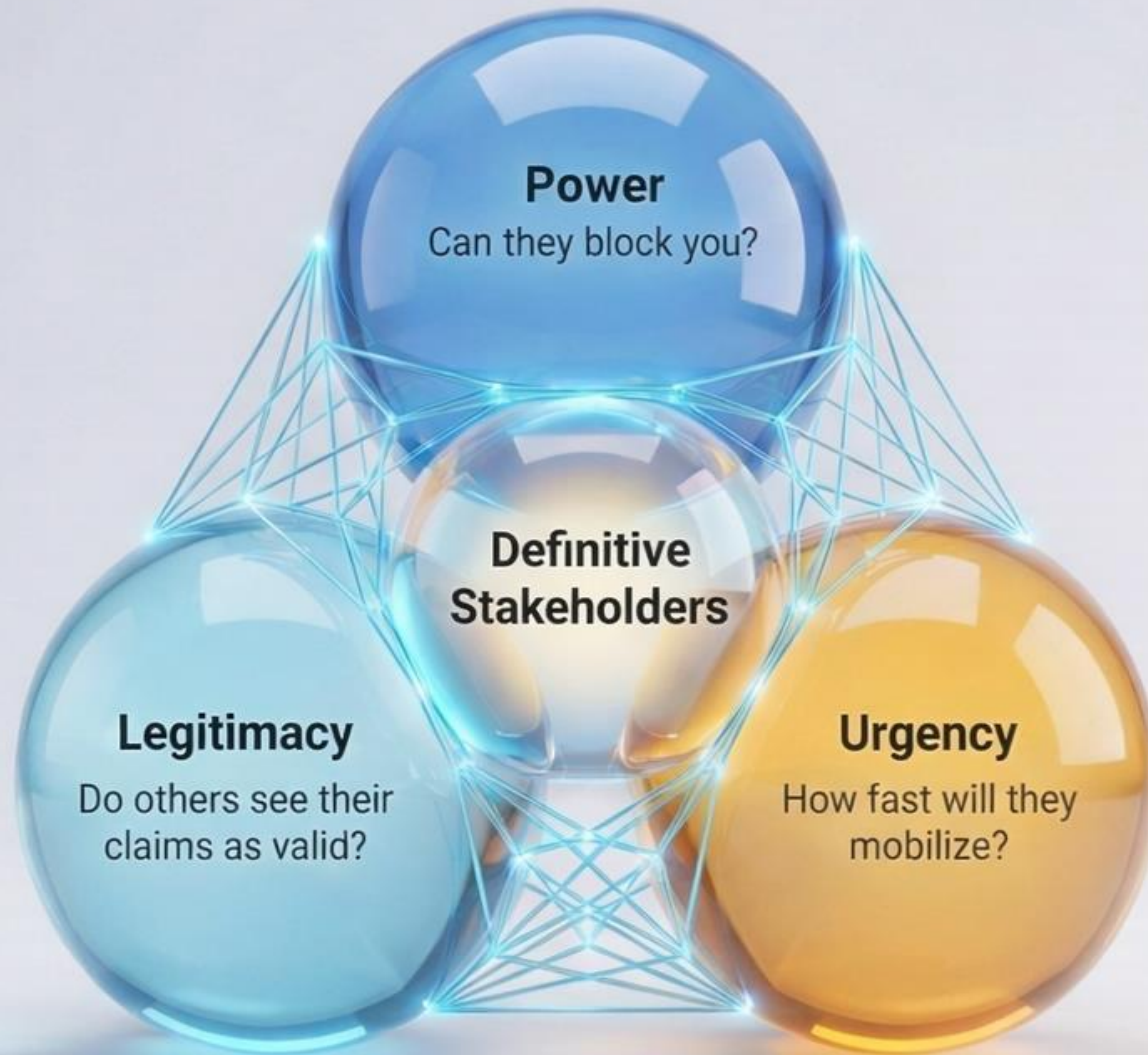 Power
Can they block you?
Definitive
Stakeholders
Legitimacy
Do others see their
claims as valid?
Urgency
How fast will they
mobilize?